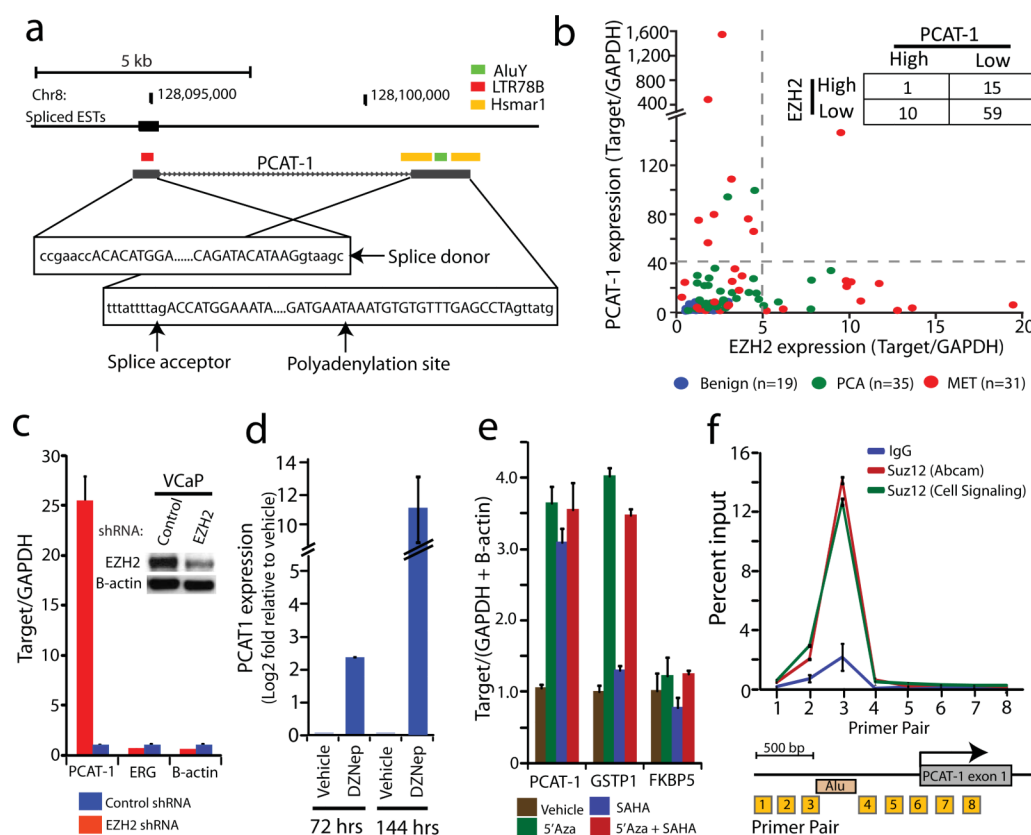 a
5 kb
AluY
LTR78B
Hsmar1
Chr8:
128,095,000
128,100,000
Spliced ESTs
PCAT-1
ccgaaccACACATGGA......CAGATACATAAGgtaagc
Splice donor
tttattttagACCATGGAAATA....GATGAATAAATGTGTGTTTGAGCCTAgttatg
Splice acceptor
Polyadenylation site
b
PCAT-1 expression (Target/GAPDH)
1,600
1,200
800
400
120
80
40
0
0
5
10
15
20
EZH2 expression (Target/GAPDH)
PCAT-1
High Low
EZH2
High 1 15
Low 10 59
Benign (n=19)
PCA (n=35)
MET (n=31)
c
Target/GAPDH
30
25
20
15
10
5
0
VCaP
shRNA:
Control
EZH2
EZH2
B-actin
PCAT-1
ERG
B-actin
Control shRNA
EZH2 shRNA
d
PCAT1 expression
(Log2 fold relative to vehicle)
14
12
10
5
4
3
2
1
0
Vehicle
DZNep
Vehicle
DZNep
72 hrs
144 hrs
e
Target/(GAPDH + B-actin)
4.0
3.0
2.0
1.0
0
PCAT-1
GSTP1
FKBP5
Vehicle
SAHA
5'Aza
5'Aza + SAHA
f
Percent input
16
12
8
4
0
IgG
Suz12 (Abcam)
Suz12 (Cell Signaling)
1 2 3 4 5 6 7 8
Primer Pair
500 bp
PCAT-1 exon 1
Alu
1 2 3 4 5 6 7 8
Primer Pair